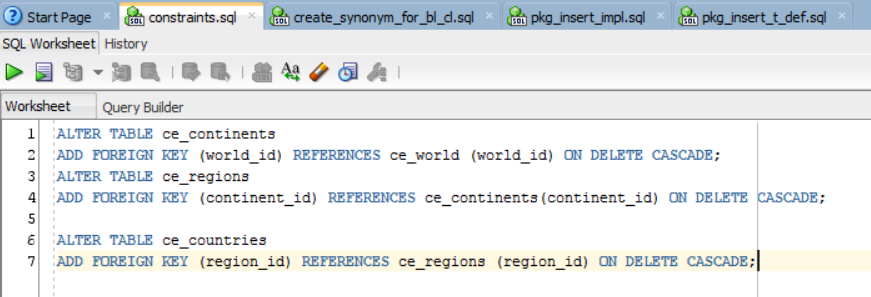 Start Page constraints.sql create_synonym_for_bl_cl.sql pkg_insert_impl.sql pkg_insert_t_def.sql
SQL Worksheet History
Worksheet Query Builder
1 ALTER TABLE ce_continents
2 ADD FOREIGN KEY (world_id) REFERENCES ce_world (world_id) ON DELETE CASCADE;
3 ALTER TABLE ce_regions
4 ADD FOREIGN KEY (continent_id) REFERENCES ce_continents(continent_id) ON DELETE CASCADE;
5
6 ALTER TABLE ce_countries
7 ADD FOREIGN KEY (region_id) REFERENCES ce_regions (region_id) ON DELETE CASCADE;